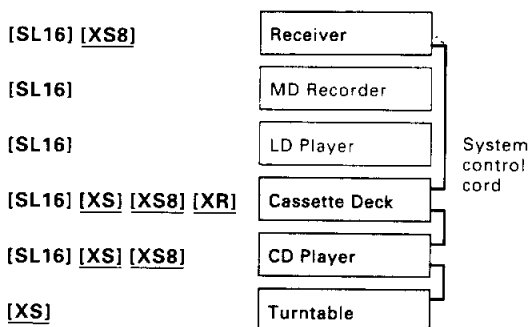 [SL16] [XS8] Receiver
[SL16] MD Recorder
[SL16] LD Player
System
control
cord
[SL16] [XS] [XS8] [XR] Cassette Deck
[SL16] [XS] [XS8] CD Player
[XS] Turntable